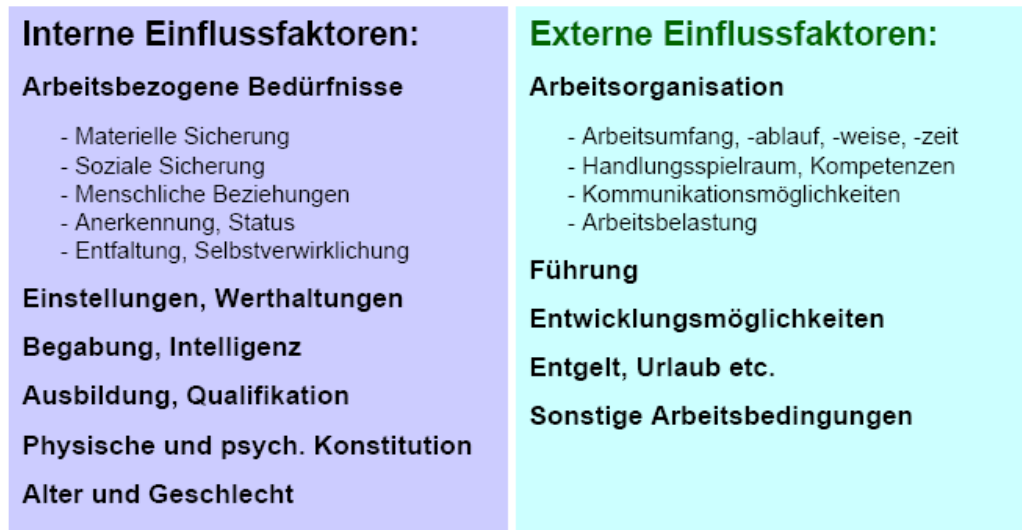 Interne Einflussfaktoren:
Arbeitsbezogene Bedürfnisse
- Materielle Sicherung
- Soziale Sicherung
- Menschliche Beziehungen
- Anerkennung, Status
- Entfaltung, Selbstverwirklichung
Einstellungen, Werthaltungen
Begabung, Intelligenz
Ausbildung, Qualifikation
Physische und psych. Konstitution
Alter und Geschlecht
Externe Einflussfaktoren:
Arbeitsorganisation
- Arbeitsumfang, -ablauf, -weise, -zeit
- Handlungsspielraum, Kompetenzen
- Kommunikationsmöglichkeiten
- Arbeitsbelastung
Führung
Entwicklungsmöglichkeiten
Entgelt, Urlaub etc.
Sonstige Arbeitsbedingungen